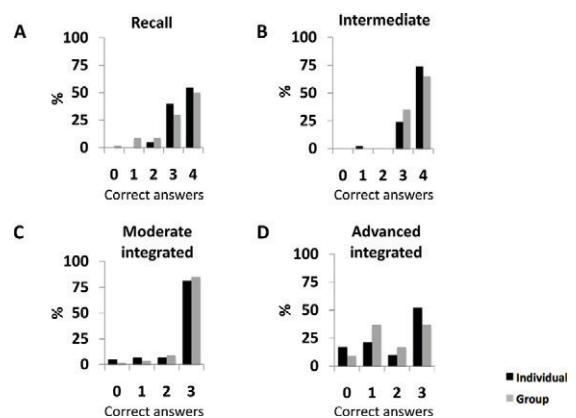 A
Recall
100
75
50
25
0
%
0 1 2 3 4
Correct answers
B
Intermediate
100
75
50
25
0
%
0 1 2 3 4
Correct answers
C
Moderate
integrated
100
75
50
25
0
%
0 1 2 3
Correct answers
D
Advanced
integrated
100
75
50
25
0
%
0 1 2 3
Correct answers
Individual
Group